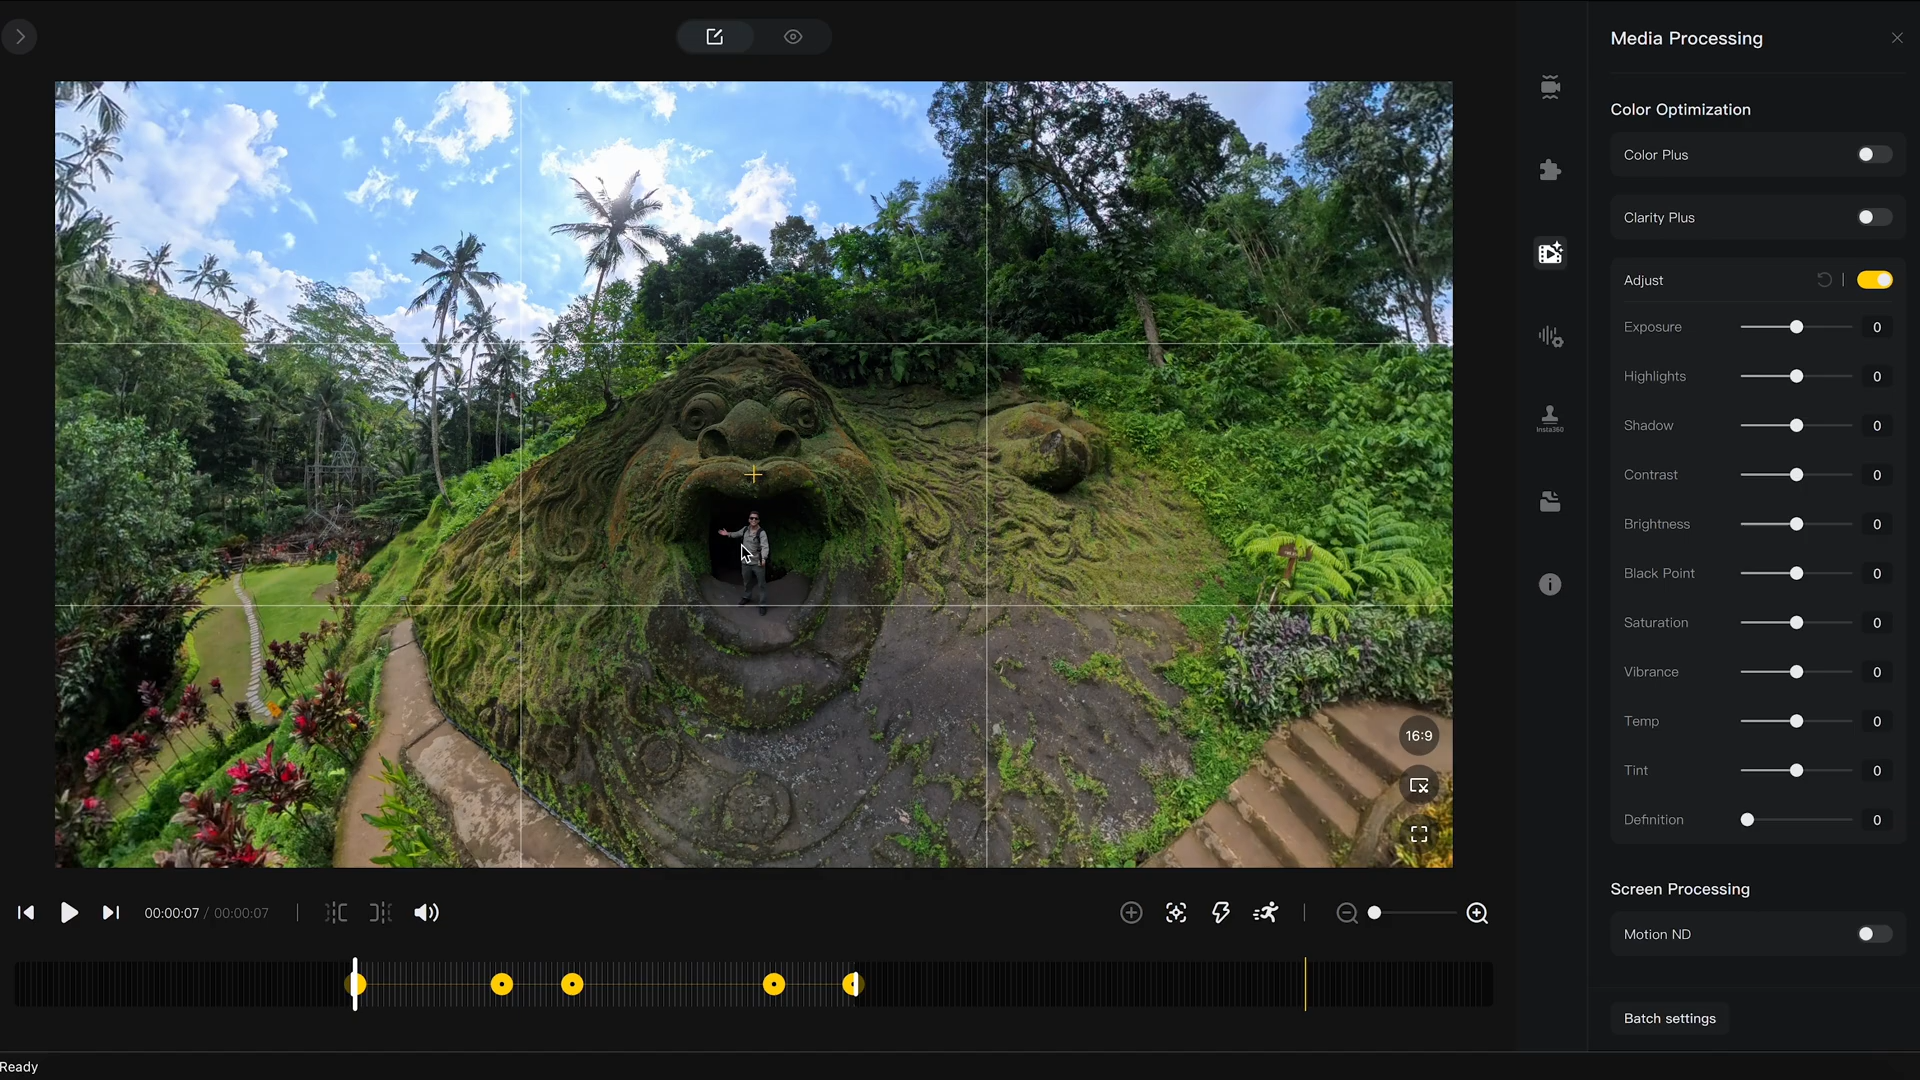 Media Processing
Color Optimization
Color Plus
Clarity Plus
Adjust
Exposure 0
Highlights 0
Shadow 0
Contrast 0
Brightness 0
Black Point 0
Saturation 0
Vibrance 0
Temp 0
Tint 0
Definition 0
Screen Processing
Motion ND
Batch settings
Insta360
16:9
00:00:07 / 00:00:07
Ready